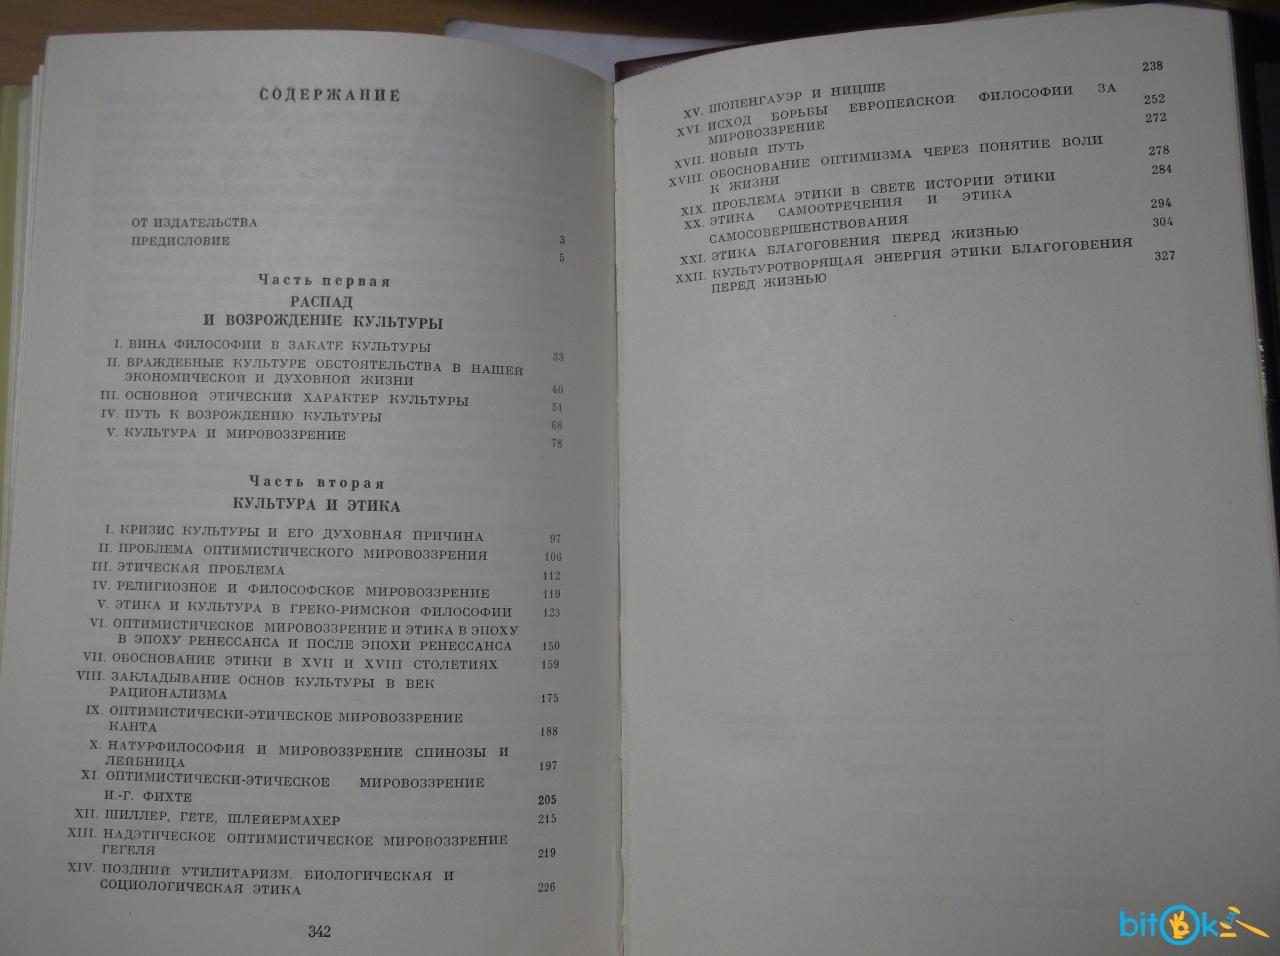 СОДЕРЖАНИЕ
ОТ ИЗДАТЕЛЬСТВА 3
ПРЕДИСЛОВИЕ 5
Часть первая
РАСПАД
И ВОЗРОЖДЕНИЕ КУЛЬТУРЫ
I. ВИНА ФИЛОСОФИИ В ЗАКАТЕ КУЛЬТУРЫ 33
II. ВРАЖДЕБНЫЕ КУЛЬТУРЕ ОБСТОЯТЕЛЬСТВА В НАШЕЙ
ЭКОНОМИЧЕСКОЙ И ДУХОВНОЙ ЖИЗНИ 40
III. ОСНОВНОЙ ЭТИЧЕСКИЙ ХАРАКТЕР КУЛЬТУРЫ 51
IV. ПУТЬ К ВОЗРОЖДЕНИЮ КУЛЬТУРЫ 68
V. КУЛЬТУРА И МИРОВОЗЗРЕНИЕ 78
Часть вторая
КУЛЬТУРА И ЭТИКА
I. КРИЗИС КУЛЬТУРЫ И ЕГО ДУХОВНАЯ ПРИЧИНА 97
II. ПРОБЛЕМА ОПТИМИСТИЧЕСКОГО МИРОВОЗЗРЕНИЯ 106
III. ЭТИЧЕСКАЯ ПРОБЛЕМА 112
IV. РЕЛИГИОЗНОЕ И ФИЛОСОФСКОЕ МИРОВОЗЗРЕНИЕ 119
V. ЭТИКА И КУЛЬТУРА В ГРЕКО-РИМСКОЙ ФИЛОСОФИИ 123
VI. ОПТИМИСТИЧЕСКОЕ МИРОВОЗЗРЕНИЕ И ЭТИКА В ЭПОХУ
В ЭПОХУ РЕНЕССАНСА И ПОСЛЕ ЭПОХИ РЕНЕССАНСА 150
VII. ОБОСНОВАНИЕ ЭТИКИ В XVII И XVIII СТОЛЕТИЯХ 159
VIII. ЗАКЛАДЫВАНИЕ ОСНОВ КУЛЬТУРЫ В ВЕК
РАЦИОНАЛИЗМА 175
IX. ОПТИМИСТИЧЕСКИ-ЭТИЧЕСКОЕ МИРОВОЗЗРЕНИЕ
КАНТА 188
X. НАТУРФИЛОСОФИЯ И МИРОВОЗЗРЕНИЕ СПИНОЗЫ И
ЛЕЙБНИЦА 197
XI. ОПТИМИСТИЧЕСКИ-ЭТИЧЕСКОЕ МИРОВОЗЗРЕНИЕ
И.-Г. ФИХТЕ 205
XII. ШИЛЛЕР, ГЁТЕ, ШЛЕЙЕРМАХЕР 215
XIII. НАДЭТИЧЕСКОЕ ОПТИМИСТИЧЕСКОЕ МИРОВОЗЗРЕНИЕ
ГЕГЕЛЯ 219
XIV. ПОЗДНИЙ УТИЛИТАРИЗМ. БИОЛОГИЧЕСКАЯ И
СОЦИОЛОГИЧЕСКАЯ ЭТИКА 226
342
XV. ШОПЕНГАУЭР И НИЦШЕ 238
XVI. ИСХОД БОРЬБЫ ЕВРОПЕЙСКОЙ ФИЛОСОФИИ ЗА
МИРОВОЗЗРЕНИЕ 252
XVII. НОВЫЙ ПУТЬ 272
XVIII. ОБОСНОВАНИЕ ОПТИМИЗМА ЧЕРЕЗ ПОНЯТИЕ ВОЛИ
К ЖИЗНИ 278
XIX. ПРОБЛЕМА ЭТИКИ В СВЕТЕ ИСТОРИИ ЭТИКИ 284
XX. ЭТИКА САМООТРЕЧЕНИЯ И ЭТИКА
САМОСОВЕРШЕНСТВОВАНИЯ 294
XXI. ЭТИКА БЛАГОГОВЕНИЯ ПЕРЕД ЖИЗНЬЮ 304
XXII. КУЛЬТУРОТВОРЯЩАЯ ЭНЕРГИЯ ЭТИКИ БЛАГОГОВЕНИЯ
ПЕРЕД ЖИЗНЬЮ 327
bitok